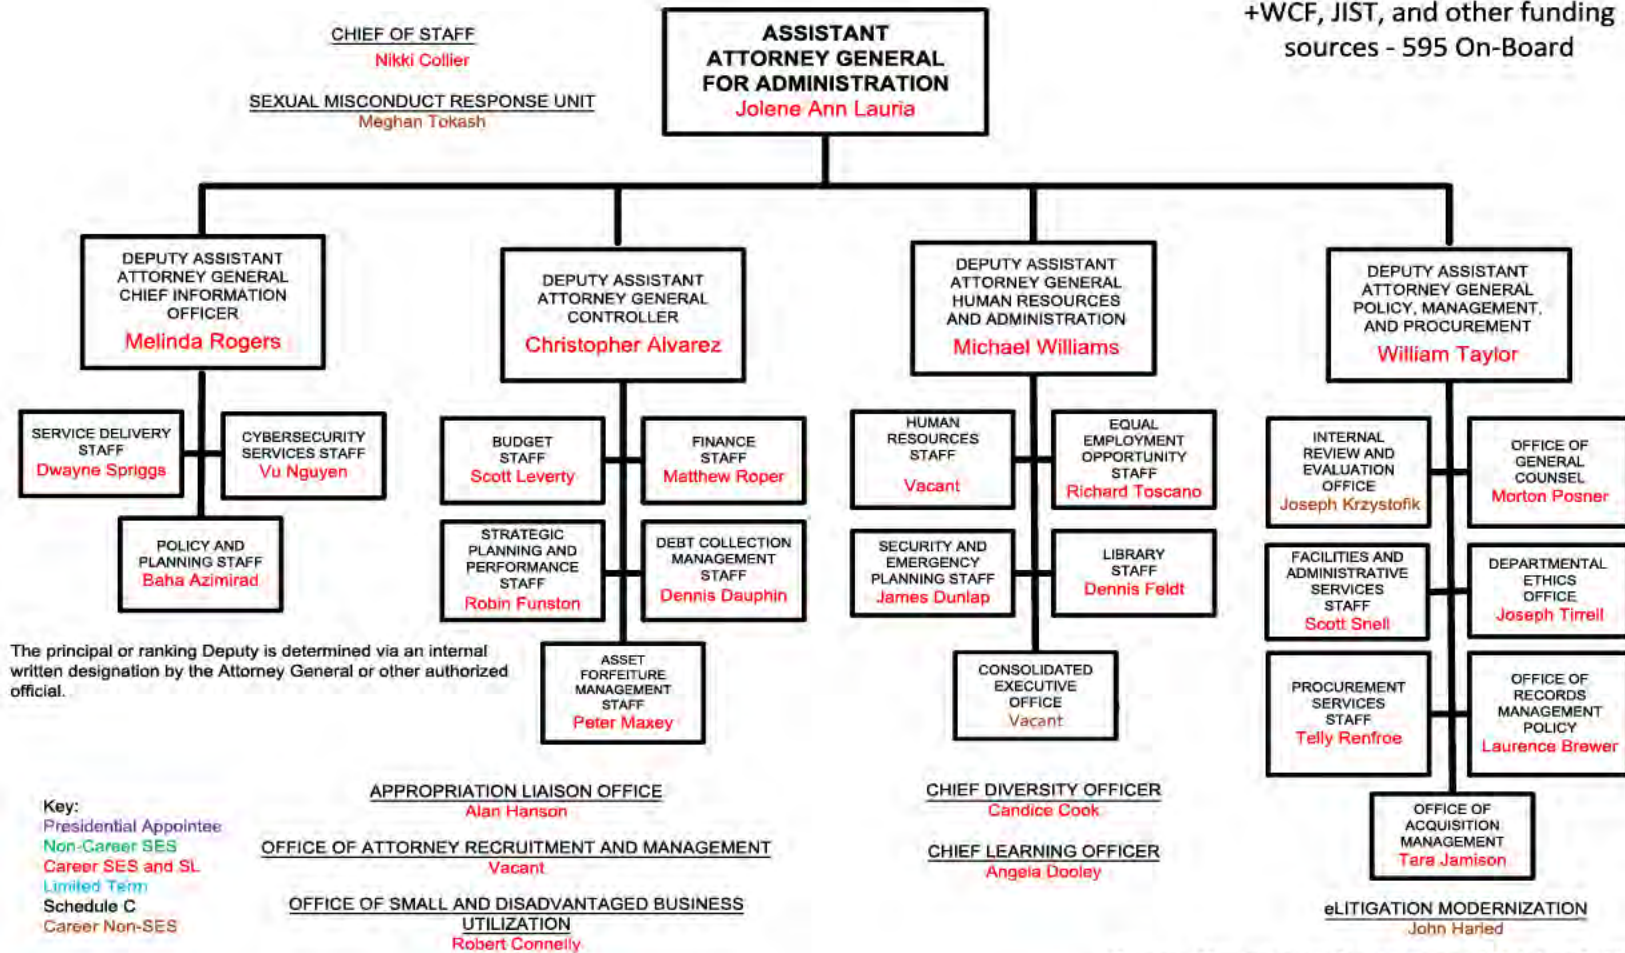 +WCF, JIST, and other funding
sources - 595 On-Board
CHIEF OF STAFF
Nikki Collier
SEXUAL MISCONDUCT RESPONSE UNIT
Meghan Tokash
ASSISTANT
ATTORNEY GENERAL
FOR ADMINISTRATION
Jolene Ann Lauria
DEPUTY ASSISTANT
ATTORNEY GENERAL
CHIEF INFORMATION
OFFICER
Melinda Rogers
SERVICE DELIVERY
STAFF
Dwayne Spriggs
CYBERSECURITY
SERVICES STAFF
Vu Nguyen
POLICY AND
PLANNING STAFF
Baha Azimirad
DEPUTY ASSISTANT
ATTORNEY GENERAL
CONTROLLER
Christopher Alvarez
BUDGET
STAFF
Scott Leverty
FINANCE
STAFF
Matthew Roper
STRATEGIC
PLANNING AND
PERFORMANCE
STAFF
Robin Funston
DEBT COLLECTION
MANAGEMENT
STAFF
Dennis Dauphin
ASSET
FORFEITURE
MANAGEMENT
STAFF
Peter Maxey
DEPUTY ASSISTANT
ATTORNEY GENERAL
HUMAN RESOURCES
AND ADMINISTRATION
Michael Williams
HUMAN
RESOURCES
STAFF
Vacant
EQUAL
EMPLOYMENT
OPPORTUNITY
STAFF
Richard Toscano
SECURITY AND
EMERGENCY
PLANNING STAFF
James Dunlap
LIBRARY
STAFF
Dennis Feldt
CONSOLIDATED
EXECUTIVE
OFFICE
Vacant
DEPUTY ASSISTANT
ATTORNEY GENERAL
POLICY, MANAGEMENT,
AND PROCUREMENT
William Taylor
INTERNAL
REVIEW AND
EVALUATION
OFFICE
Joseph Krzystofik
OFFICE OF
GENERAL
COUNSEL
Morton Posner
FACILITIES AND
ADMINISTRATIVE
SERVICES
STAFF
Scott Snell
DEPARTMENTAL
ETHICS
OFFICE
Joseph Tirrell
PROCUREMENT
SERVICES
STAFF
Telly Renfroe
OFFICE OF
RECORDS
MANAGEMENT
POLICY
Laurence Brewer
OFFICE OF
ACQUISITION
MANAGEMENT
Tara Jamison
eLITIGATION MODERNIZATION
John Haried
The principal or ranking Deputy is determined via an internal
written designation by the Attorney General or other authorized
official.
Key:
Presidential Appointee
Non-Career SES
Career SES and SL
Limited Term
Schedule C
Career Non-SES
APPROPRIATION LIAISON OFFICE
Alan Hanson
OFFICE OF ATTORNEY RECRUITMENT AND MANAGEMENT
Vacant
OFFICE OF SMALL AND DISADVANTAGED BUSINESS
UTILIZATION
Robert Connelly
CHIEF DIVERSITY OFFICER
Candice Cook
CHIEF LEARNING OFFICER
Angela Dooley